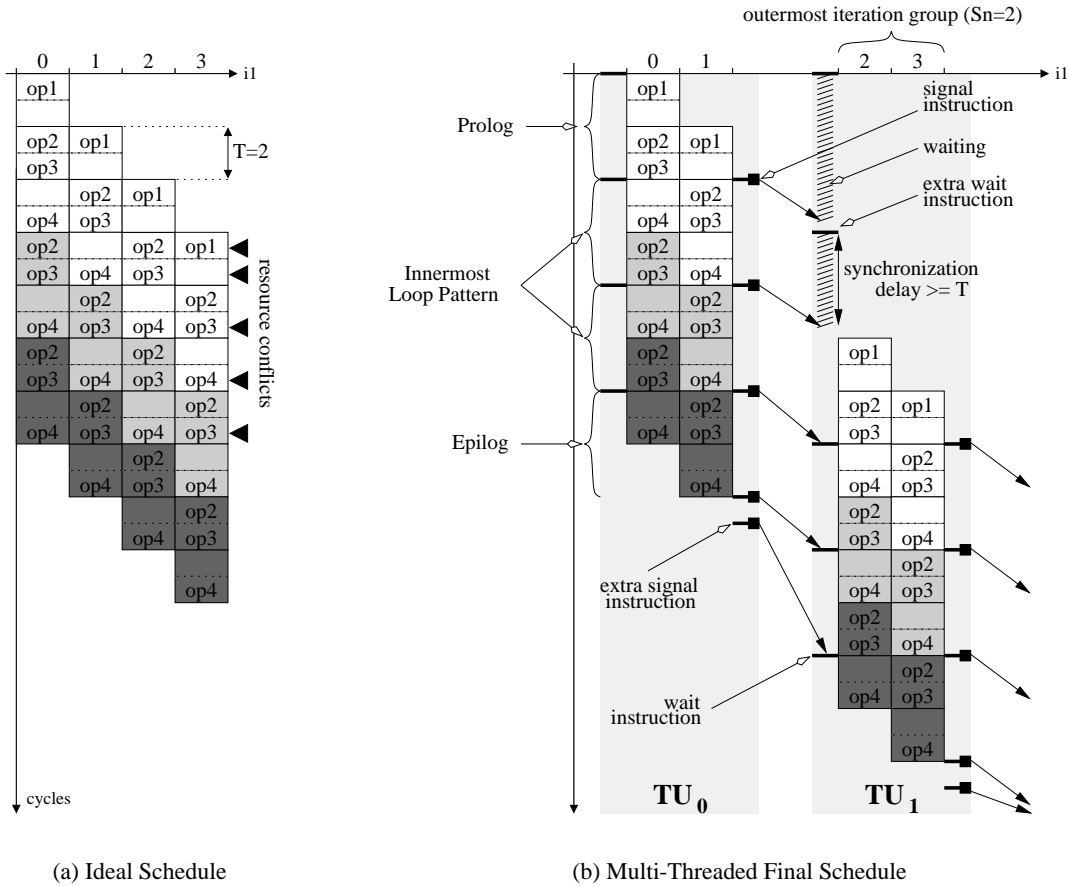 0 1 2 3
i1
op1
op2 op1
T=2
op3
op2 op1
op4 op3
op2 op2 op1
op3 op4 op3
op2 op2
op4 op3 op4 op3
op2 op2
op3 op4 op3 op4
op2 op2
op4 op3 op4 op3
op2
op4 op3 op4
op2
op4 op3
op4
resource conflicts
cycles
(a) Ideal Schedule
outermost iteration group (Sn=2)
0 1
2 3
i1
Prolog
Innermost
Loop Pattern
Epilog
op1
op2 op1
op3
op2
op4 op3
op2
op3 op4
op2
op4 op3
op2
op3 op4
op2
op4 op3
op4
extra signal
instruction
wait
instruction
signal
instruction
waiting
extra wait
instruction
synchronization
delay >= T
op1
op2 op1
op3
op2
op4 op3
op2
op3 op4
op2
op4 op3
op2
op3 op4
op2
op4 op3
op4
TU 0
TU 1
(b) Multi-Threaded Final Schedule